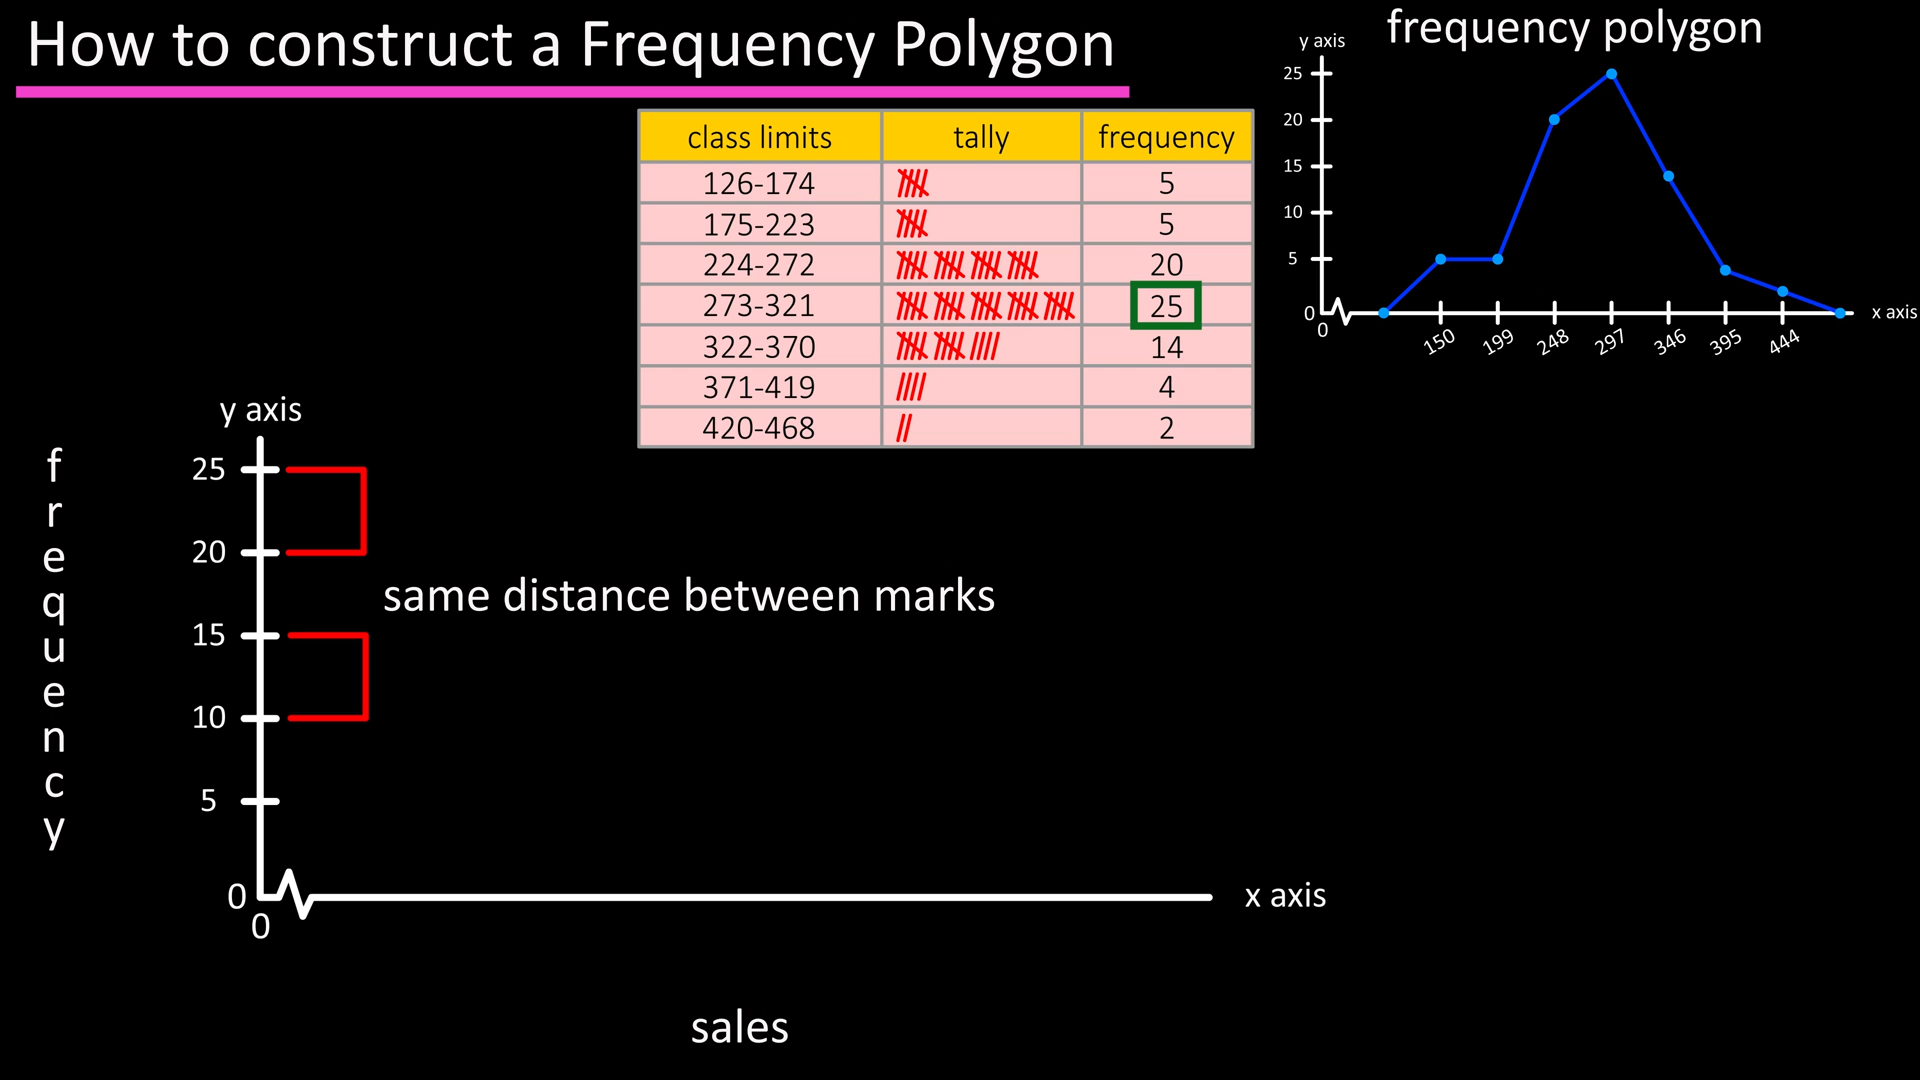 How to construct a Frequency Polygon
frequency polygon
y axis
25
20
15
10
5
0
0
150 199 248 297 346 395 444
x axis
class limits tally frequency
126-174 5
175-223 5
224-272 20
273-321 25
322-370 14
371-419 4
420-468 2
y axis
frequency
25
20
15
10
5
0
0
same distance between marks
x axis
sales